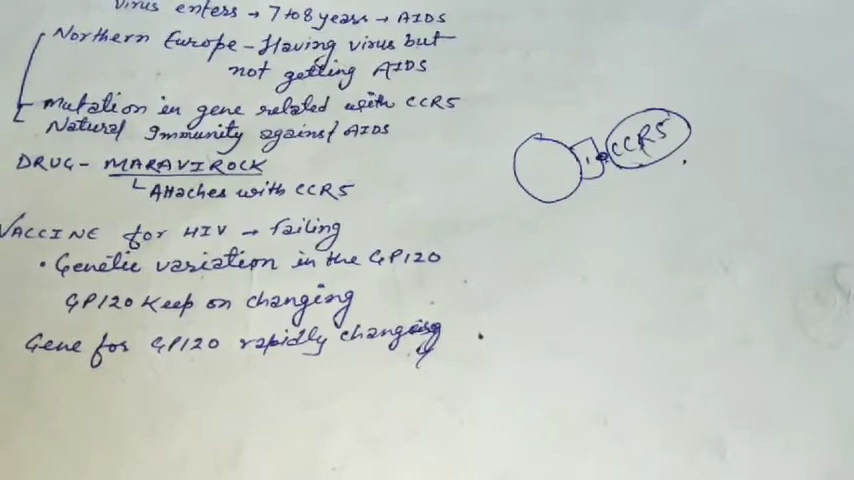 Virus enters → 7 to 8 years → AIDS
Northern Europe - Having virus but
not getting AIDS
Mutation in gene related with CCR5
Natural Immunity against AIDS
DRUG - MARAVIROCK
Attaches with CCR5
VACCINE for HIV → failing
• Genetic variation in the GP120
GP120 Keep on changing
Gene for GP120 rapidly changing
CCR5